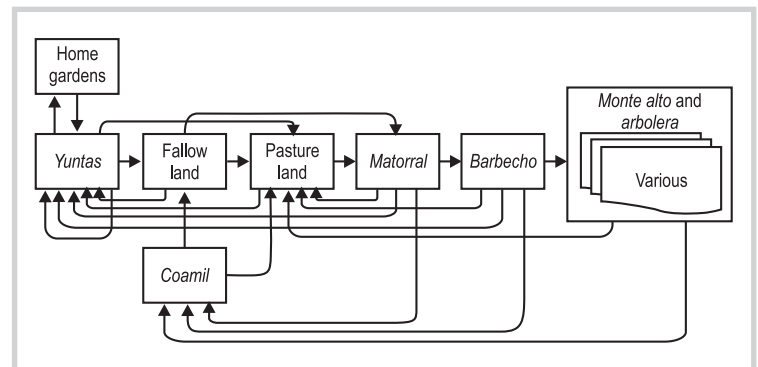 Home
gardens
Yuntas
Fallow
land
Pasture
land
Matorral
Barbecho
Monte alto and
arbolera
Various
Coamil